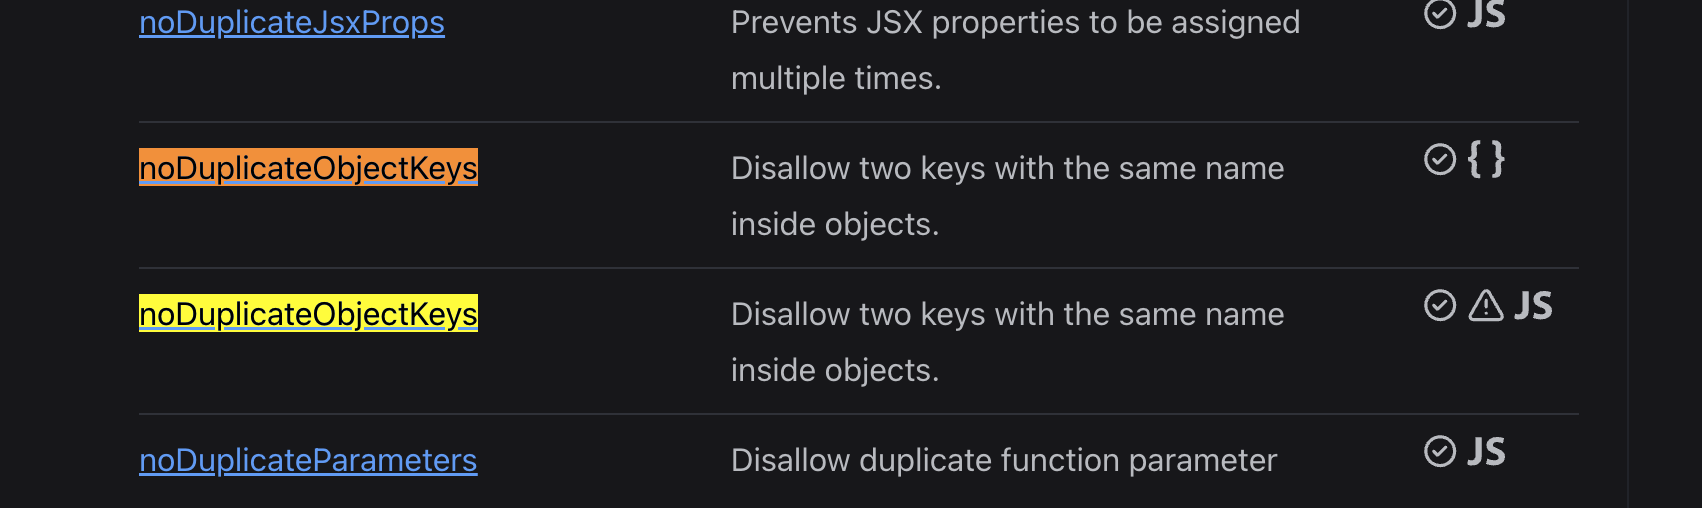 noDuplicateJsxProps
Prevents JSX properties to be assigned
multiple times.
JS
noDuplicateObjectKeys
Disallow two keys with the same name
inside objects.
{ }
noDuplicateObjectKeys
Disallow two keys with the same name
inside objects.
JS
noDuplicateParameters
Disallow duplicate function parameter
JS